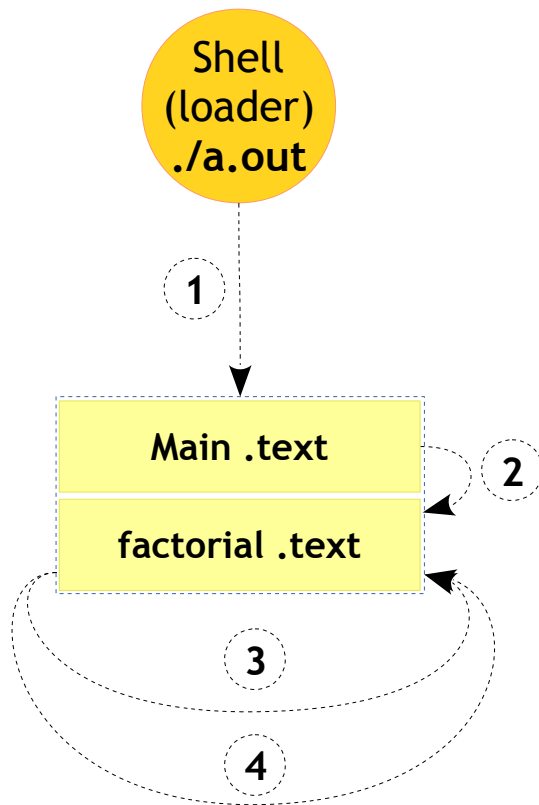 Shell
(loader)
./a.out
1
Main .text
2
factorial .text
3
4